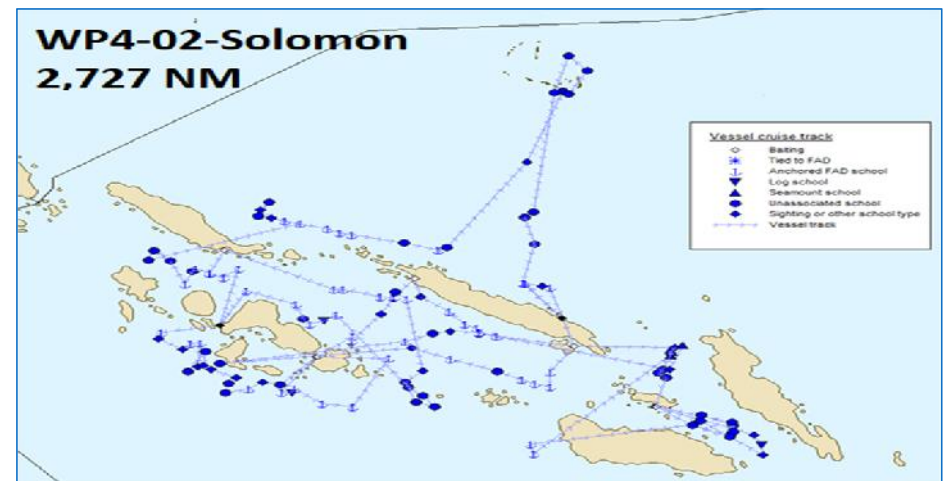 WP4-02-Solomon
2,727 NM
Vessel cruise track
Baiting
Tied to FAD
Anchored FAD school
Log school
Seamount school
Unassociated school
Sighting or other school type
Vessel track